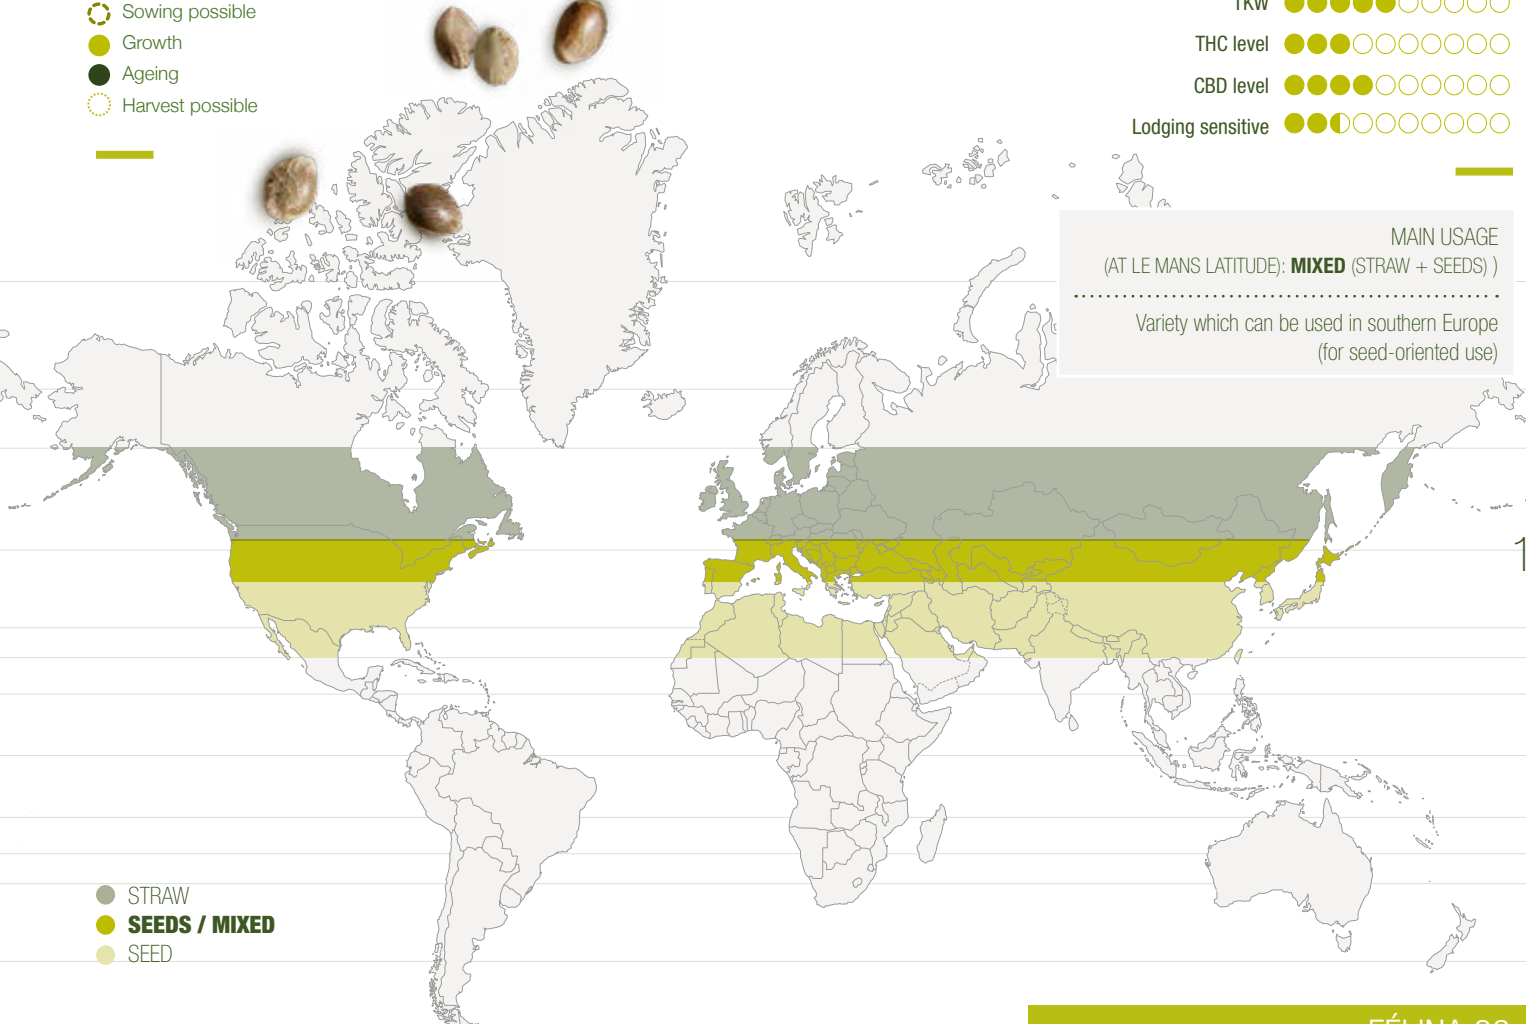 Sowing possible
Growth
Ageing
Harvest possible
TKW
THC level
CBD level
Lodging sensitive
MAIN USAGE
(AT LE MANS LATITUDE): MIXED (STRAW + SEEDS) )
Variety which can be used in southern Europe
(for seed-oriented use)
1
STRAW
SEEDS / MIXED
SEED